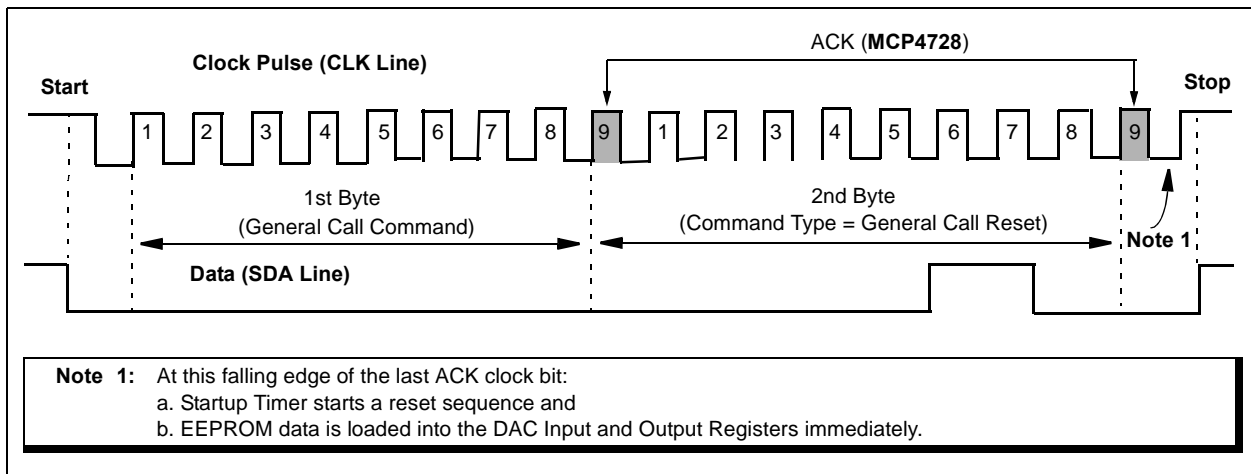 ACK (MCP4728)
Clock Pulse (CLK Line)
Start
Stop
1 2 3 4 5 6 7 8 9 1 2 3 4 5 6 7 8 9
1st Byte
(General Call Command)
2nd Byte
(Command Type = General Call Reset)
Note 1
Data (SDA Line)
Note 1: At this falling edge of the last ACK clock bit:
a. Startup Timer starts a reset sequence and
b. EEPROM data is loaded into the DAC Input and Output Registers immediately.